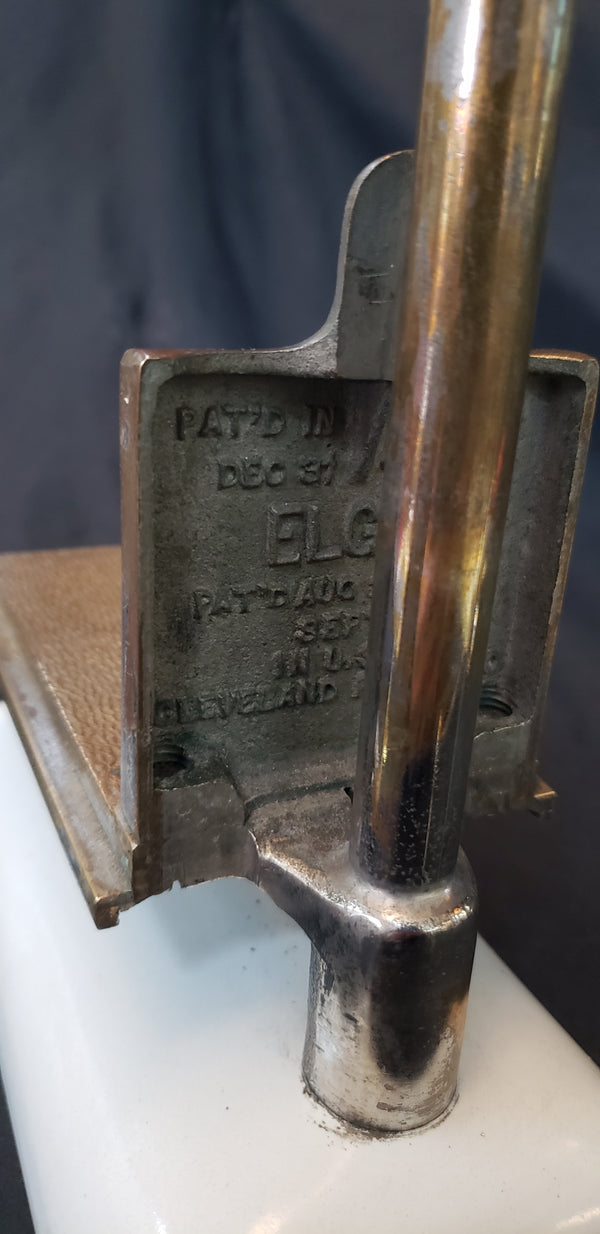 PAT'D IN
DEC 31
ELG
PAT'D AUG
SEP
IN U.
CLEVELAND